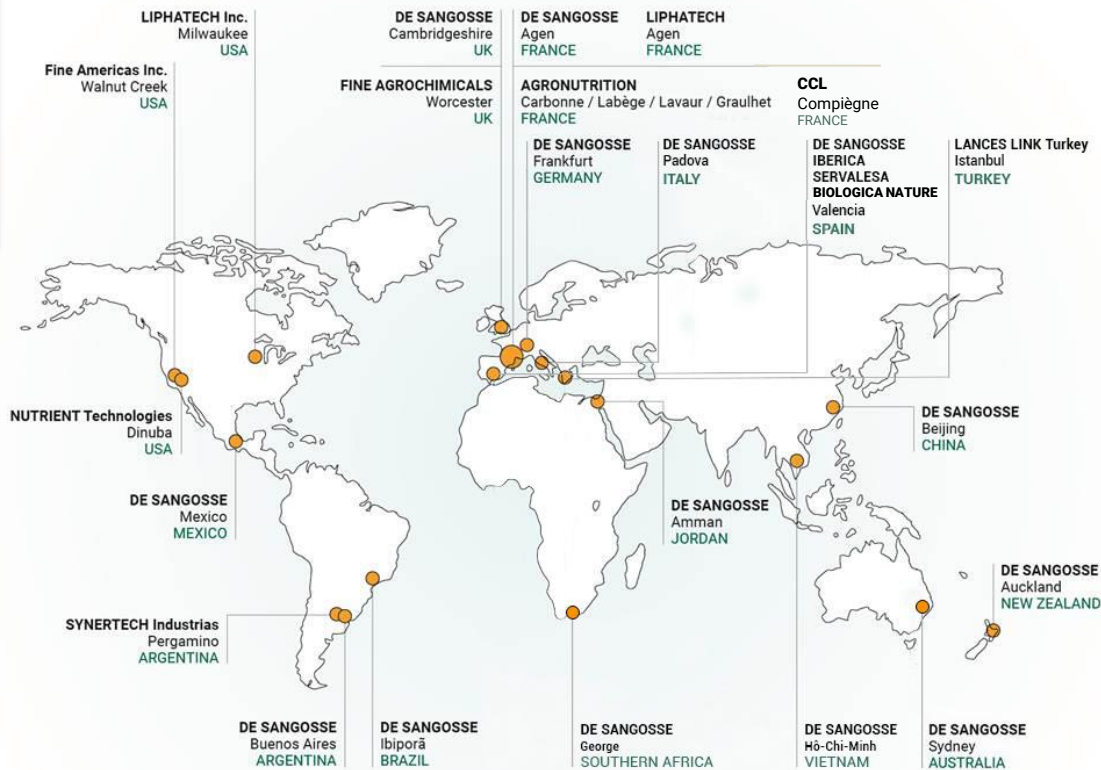 LIPHATECH Inc.
Milwaukee
USA
DE SANGOSSE
Cambridgeshire
UK
DE SANGOSSE
Agen
FRANCE
LIPHATECH
Agen
FRANCE
Fine Americas Inc.
Walnut Creek
USA
FINE AGROCHIMICALS
Worcester
UK
AGRONUTRITION
Carbonne / Labège / Lavaur / Graulhet
FRANCE
CCL
Compiègne
FRANCE
DE SANGOSSE
Frankfurt
GERMANY
DE SANGOSSE
Padova
ITALY
DE SANGOSSE
IBERICA
SERVALESA
BIOLOGICA NATURE
Valencia
SPAIN
LANCES LINK Turkey
Istanbul
TURKEY
NUTRIENT Technologies
Dinuba
USA
DE SANGOSSE
Beijing
CHINA
DE SANGOSSE
Mexico
MEXICO
DE SANGOSSE
Amman
JORDAN
DE SANGOSSE
Auckland
NEW ZEALAND
SYNERTECH Industrias
Pergamino
ARGENTINA
DE SANGOSSE
Buenos Aires
ARGENTINA
DE SANGOSSE
Ibiporã
BRAZIL
DE SANGOSSE
George
SOUTHERN AFRICA
DE SANGOSSE
Hô-Chi-Minh
VIETNAM
DE SANGOSSE
Sydney
AUSTRALIA